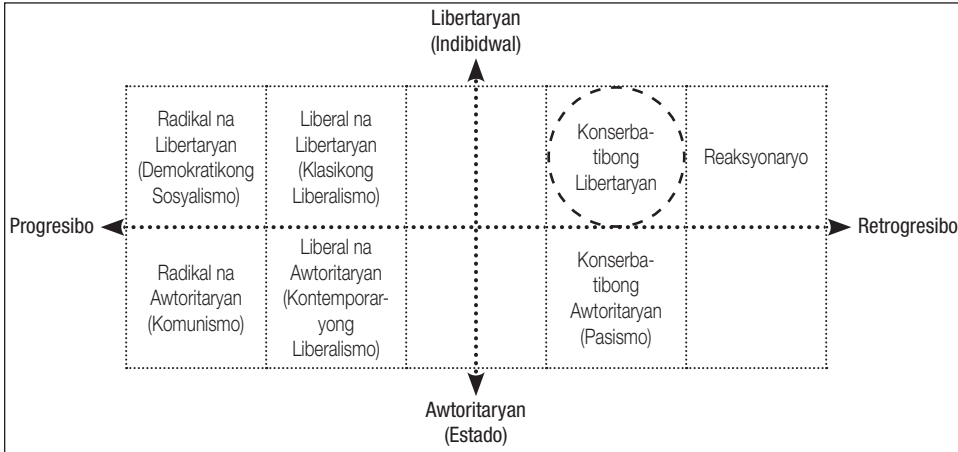 Libertaryan
(Indibidwal)
Radikal na
Libertaryan
(Demokratikong
Sosyalismo)
Liberal na
Libertaryan
(Klasikong
Liberalismo)
Konserba-
tibong
Libertaryan
Reaksyonaryo
Progresibo
Retrogresibo
Radikal na
Awtoritaryan
(Komunismo)
Liberal na
Awtoritaryan
(Kontemporar-
yong
Liberalismo)
Konserba-
tibong
Awtoritaryan
(Pasismo)
Awtoritaryan
(Estado)